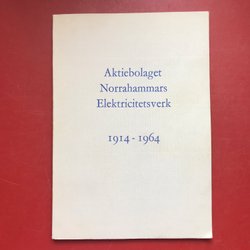 Aktiebolaget
Norrahammars
Elektricitetsverk
1914 - 1964